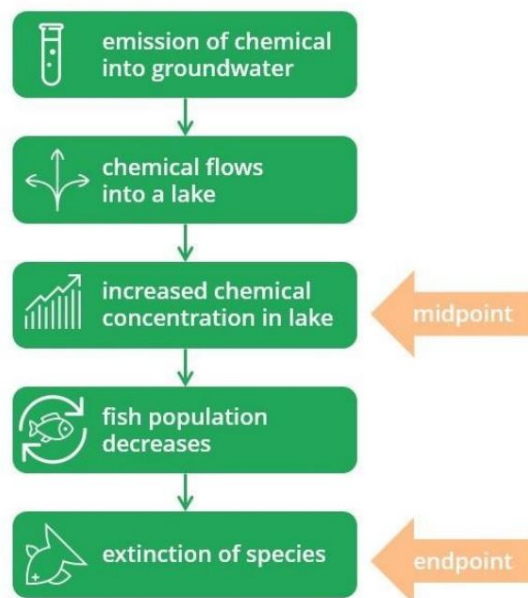 emission of chemical
into groundwater
chemical flows
into a lake
increased chemical
concentration in lake
midpoint
fish population
decreases
extinction of species
endpoint